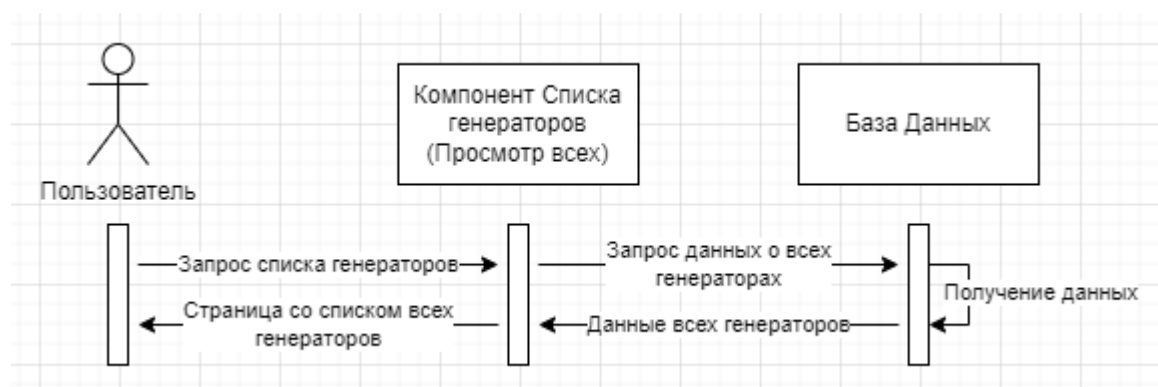 Компонент Списка
генераторов
(Просмотр всех)
База Данных
Пользователь
Запрос списка генераторов
Запрос данных о всех
генераторах
Получение данных
Страница со списком всех
генераторов
Данные всех генераторов